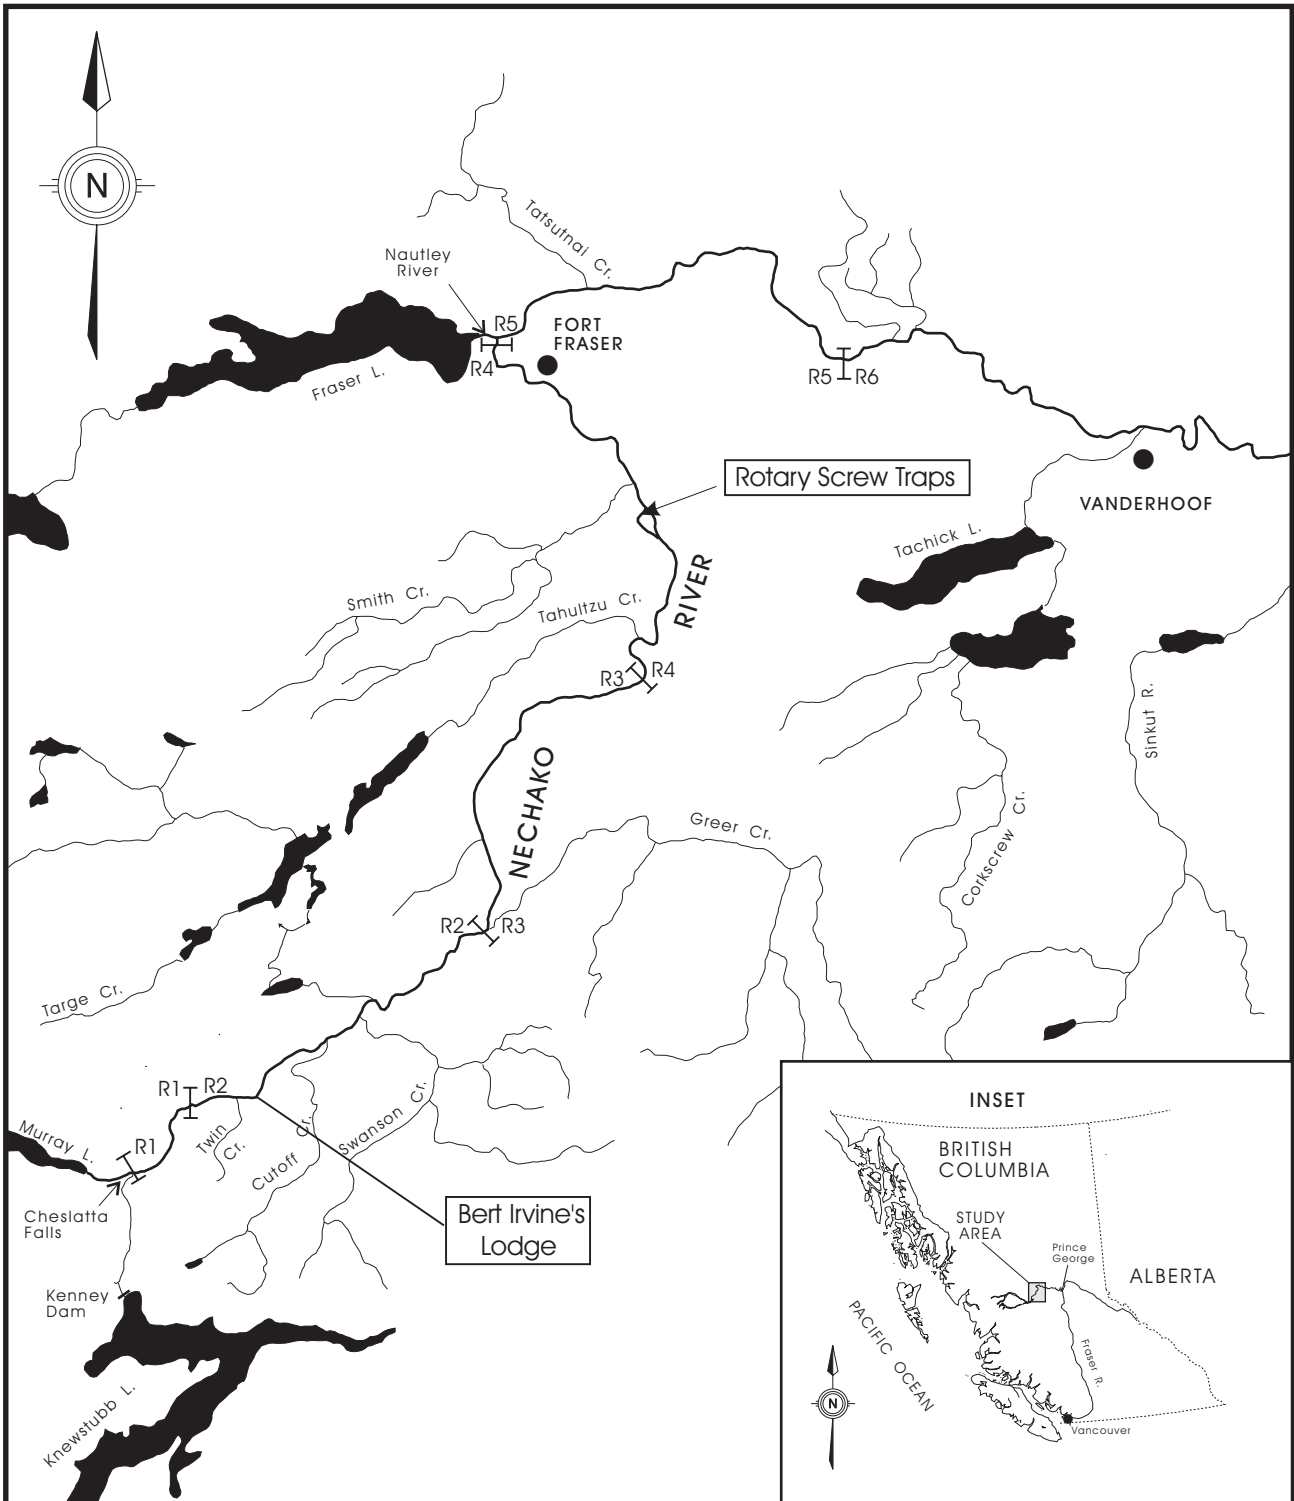 N
Tatsutnai Cr.
Nautley
River
R5
FORT
FRASER
R4
Fraser L.
R5
R6
Rotary Screw Traps
VANDERHOOF
Tachick L.
RIVER
Smith Cr.
Tahultzu Cr.
R3
R4
Sinkut R.
NECHAKO
Greer Cr.
Corkscrew Cr.
R2
R3
Targe Cr.
R1
R2
Murray L.
R1
Twin
Cr.
Cutoff Cr.
Swanson Cr.
Cheslatta
Falls
Bert Irvine's
Lodge
Kenney
Dam
Knewstubb L.
INSET
BRITISH
COLUMBIA
STUDY
AREA
Prince
George
ALBERTA
PACIFIC OCEAN
Fraser R.
N
Vancouver